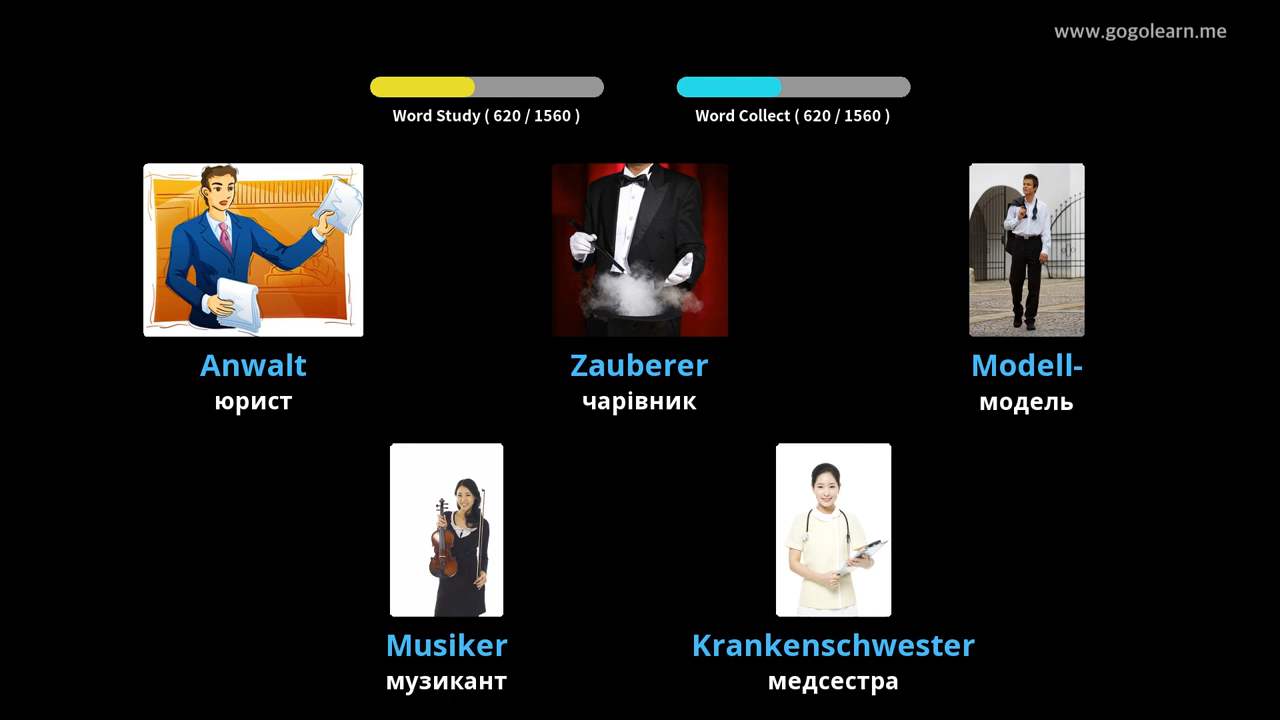 www.gogolearn.me
Word Study ( 620 / 1560 )
Word Collect ( 620 / 1560 )
Anwalt
юрист
Zauberer
чарівник
Modell-
модель
Musiker
музикант
Krankenschwester
медсестра